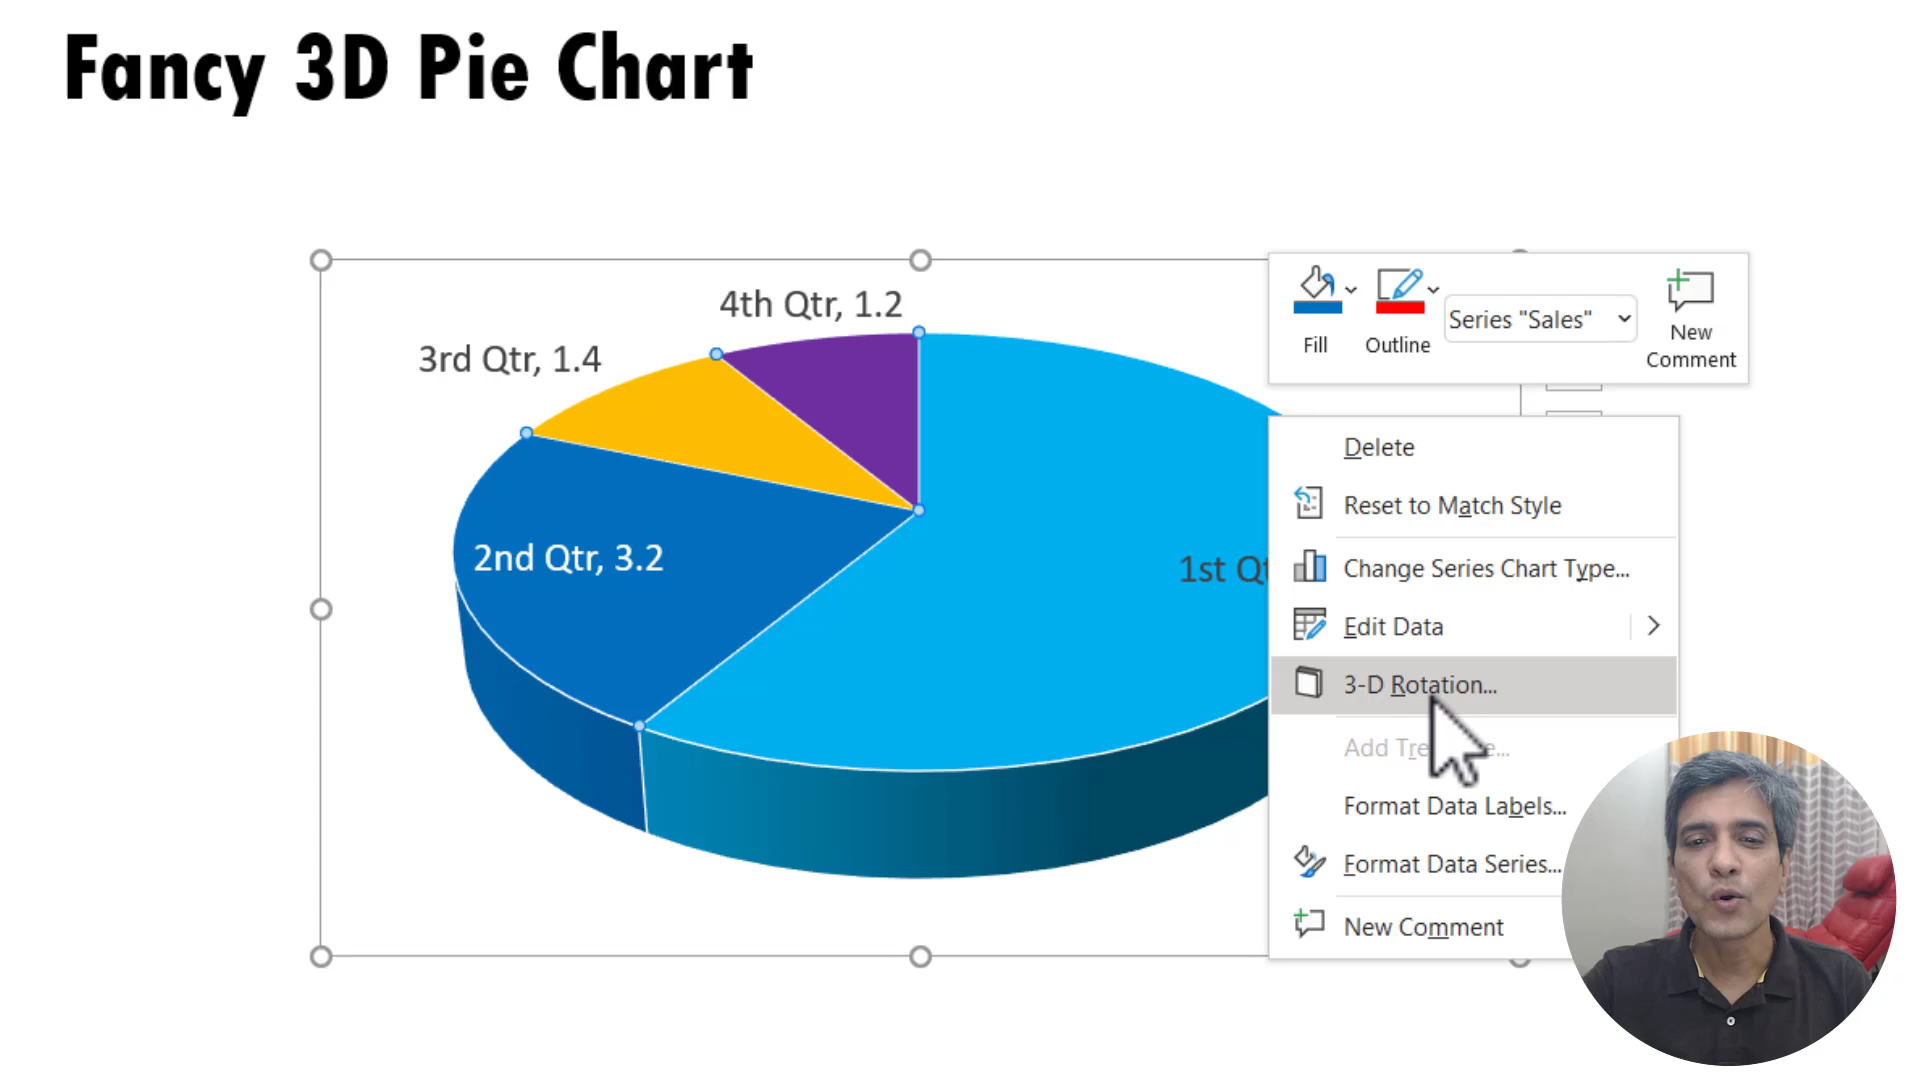 Fancy 3D Pie Chart
4th Qtr, 1.2
3rd Qtr, 1.4
2nd Qtr, 3.2
1st
Fill
Outline
Series "Sales"
New
Comment
Delete
Reset to Match Style
Change Series Chart Type...
Edit Data
3-D Rotation...
Add
Format Data Labels...
Format Data Series...
New Comment